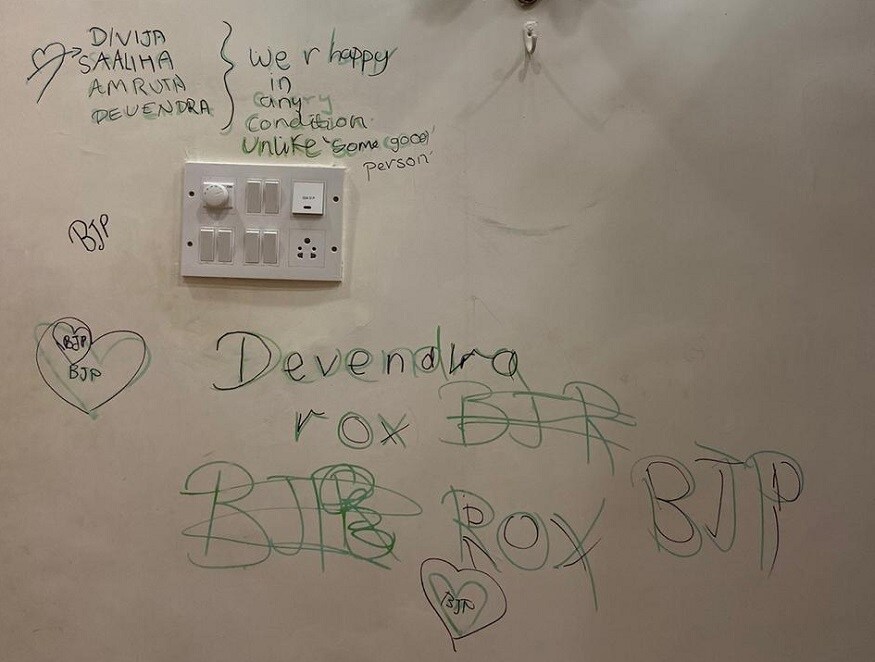 DIVIJA
SAALIHA
AMRUTA
DEVENDRA
we r happy
in
angry
condition
Unlike 'some good
person'
BJP
BJP
BJP
Devendra
rox BJP
BJP ROX BJP
BJP